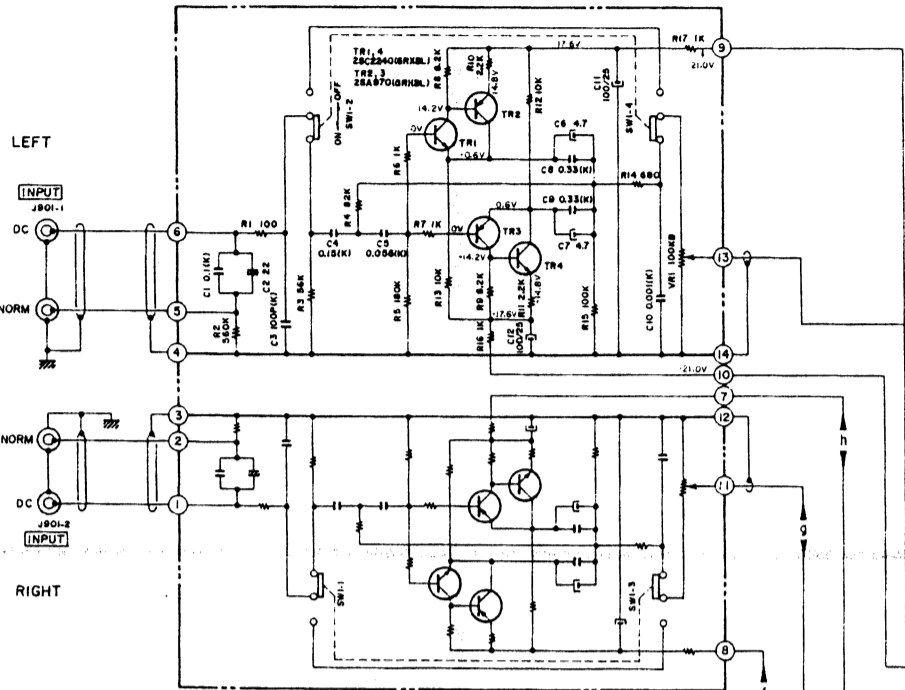 LEFT
INPUT
J901-1
DC
NORM
6
5
4
R1 100
C1 0.1(K)
C2 .22
R2 560K
C3 100P(K)
ON OFF
SW1-2
TR1, 4
2SC2240(GR)(BL)
TR2, 3
2SA970(GR)(BL)
R8 8.2K
R10 2.2K
14.8V
14.2V
TR2
0V
TR1
-0.6V
R6 1K
R4 82K
C4
0.15(K)
C5
0.056(K)
R3 56K
R5 180K
R7 1K
0V
0.6V
TR3
-14.2V
TR4
-14.8V
R13 10K
R9 8.2K
R11 2.2K
-17.6V
R16 1K
C12
100/25
17.6V
R12 10K
C11
100/25
C6 4.7
C8 0.33(K)
C9 0.33(K)
C7 4.7
R14 680
R15 100K
C10 0.001(K)
VR1 100KB
SW1-4
R17 1K
21.0V
9
13
14
-21.0V
10
7
12
11
8
3
2
1
NORM
DC
J901-2
INPUT
RIGHT
SW1-1
SW1-3
h
g